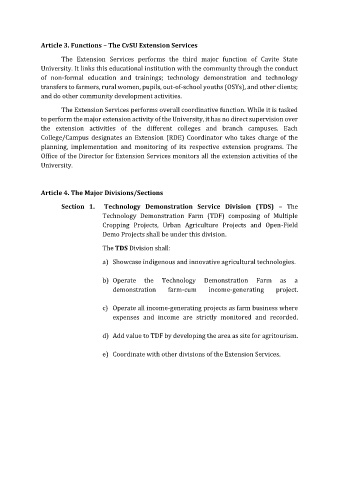 Article 3. Functions – The CvSU Extension Services
The Extension Services performs the third major function of Cavite State
University. It links this educational institution with the community through the conduct
of non-formal education and trainings; technology demonstration and technology
transfers to farmers, rural women, pupils, out-of-school youths (OSYs), and other clients;
and do other community development activities.
The Extension Services performs overall coordinative function. While it is tasked
to perform the major extension activity of the University, it has no direct supervision over
the extension activities of the different colleges and branch campuses. Each
College/Campus designates an Extension (RDE) Coordinator who takes charge of the
planning, implementation and monitoring of its respective extension programs. The
Office of the Director for Extension Services monitors all the extension activities of the
University.
Article 4. The Major Divisions/Sections
Section 1. Technology Demonstration Service Division (TDS) – The
Technology Demonstration Farm (TDF) composing of Multiple
Cropping Projects, Urban Agriculture Projects and Open-Field
Demo Projects shall be under this division.
The TDS Division shall:
a) Showcase indigenous and innovative agricultural technologies.
b) Operate the Technology Demonstration Farm as a
demonstration farm-cum income-generating project.
c) Operate all income-generating projects as farm business where
expenses and income are strictly monitored and recorded.
d) Add value to TDF by developing the area as site for agritourism.
e) Coordinate with other divisions of the Extension Services.